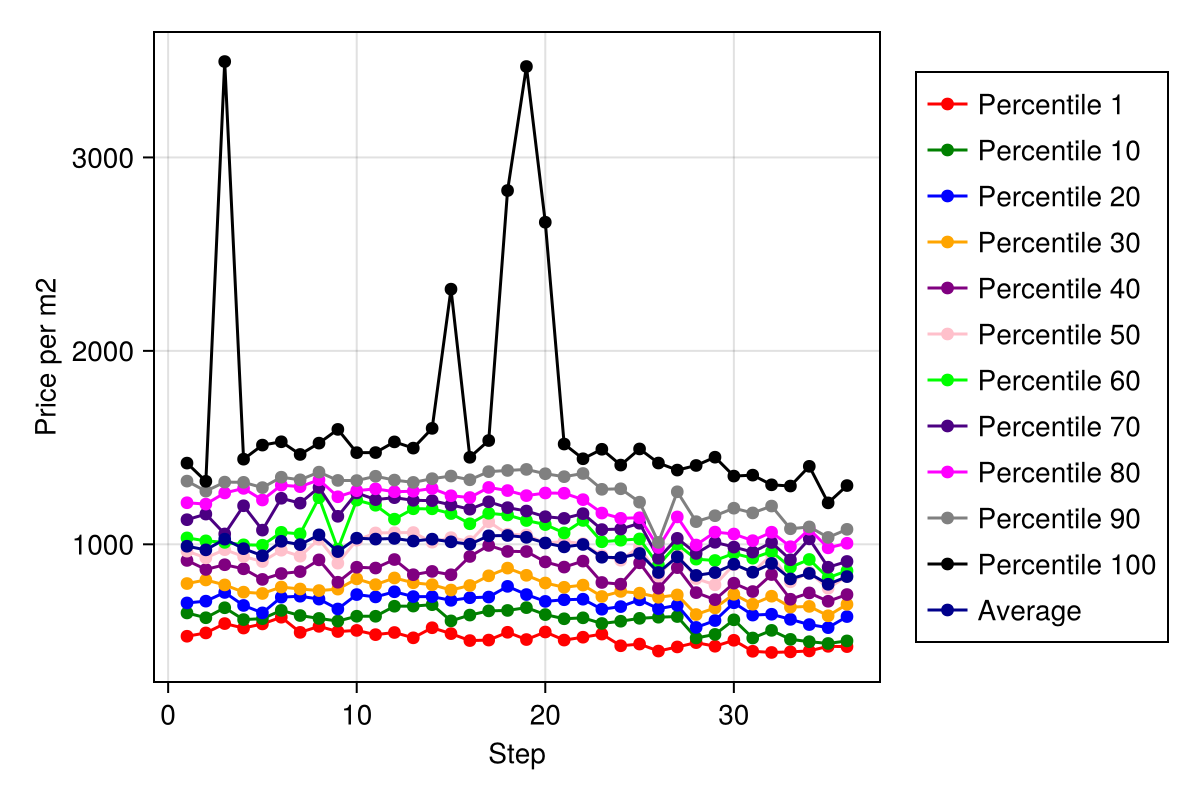 3000
2000
1000
Price per m2
0
10
20
30
Step
Percentile 1
Percentile 10
Percentile 20
Percentile 30
Percentile 40
Percentile 50
Percentile 60
Percentile 70
Percentile 80
Percentile 90
Percentile 100
Average